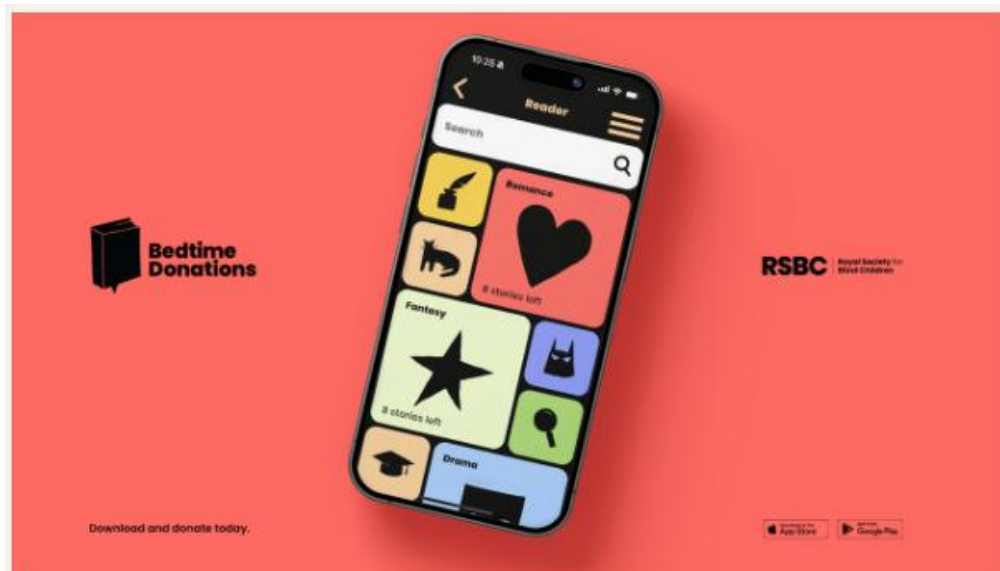 10:35
Reader
Search
Romance
8 stories left
Fantasy
8 stories left
Drama
Bedtime
Donations
RSBC
Royal Society for
Blind Children
Download and donate today.
App Store
Google Play